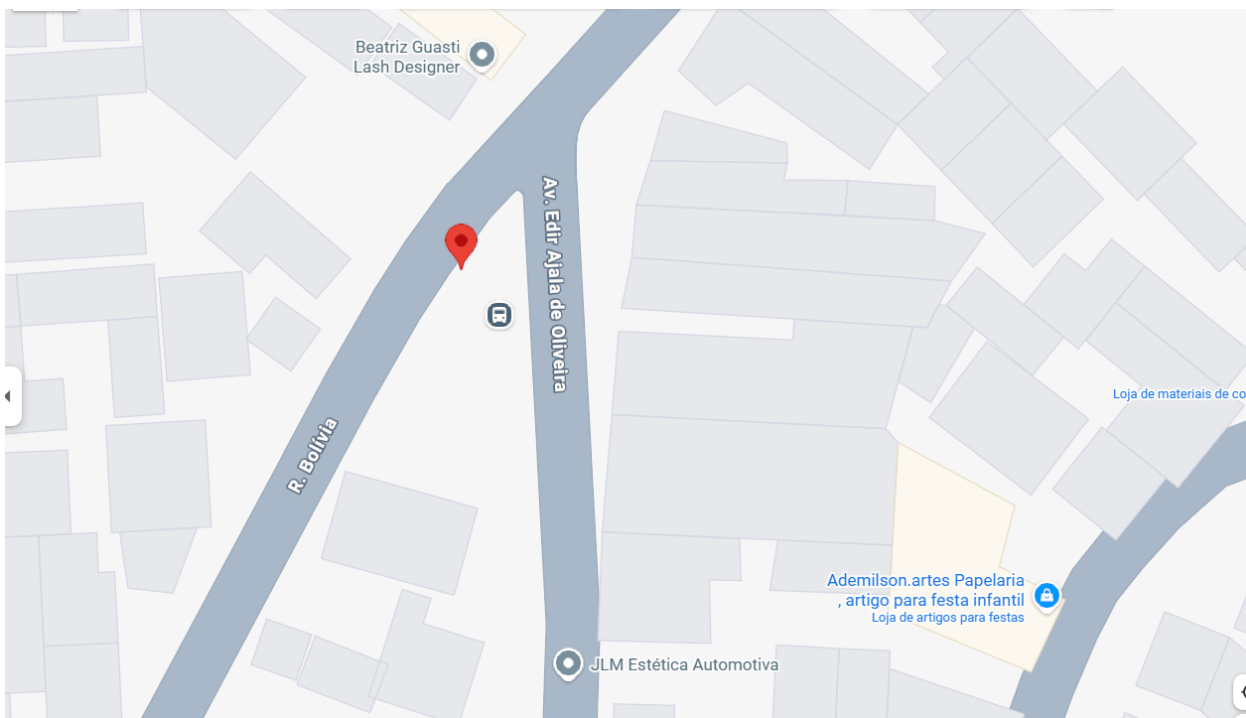 Beatriz Guasti
Lash Designer
Av. Edir Ajala de Oliveira
R. Bolívia
Loja de materiais de co
Ademilson.artes Papelaria
, artigo para festa infantil
Loja de artigos para festas
JLM Estética Automotiva